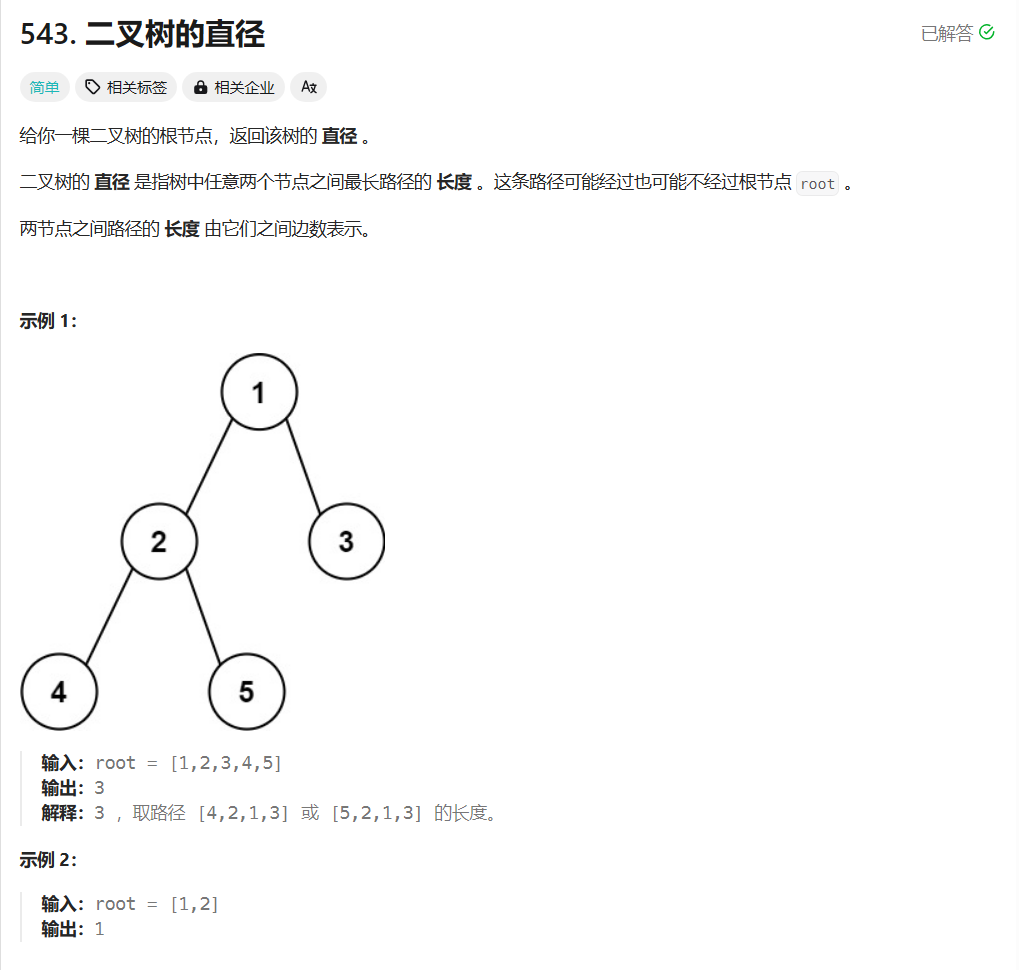 543. 二叉树的直径
已解答
简单 相关标签 相关企业 Aあ
给你一棵二叉树的根节点，返回该树的 直径 。
二叉树的 直径 是指树中任意两个节点之间最长路径的 长度 。这条路径可能经过也可能不经过根节点 root 。
两节点之间路径的 长度 由它们之间边数表示。
示例 1：
1
2 3
4 5
输入：root = [1,2,3,4,5]
输出：3
解释：3 ，取路径 [4,2,1,3] 或 [5,2,1,3] 的长度。
示例 2：
输入：root = [1,2]
输出：1